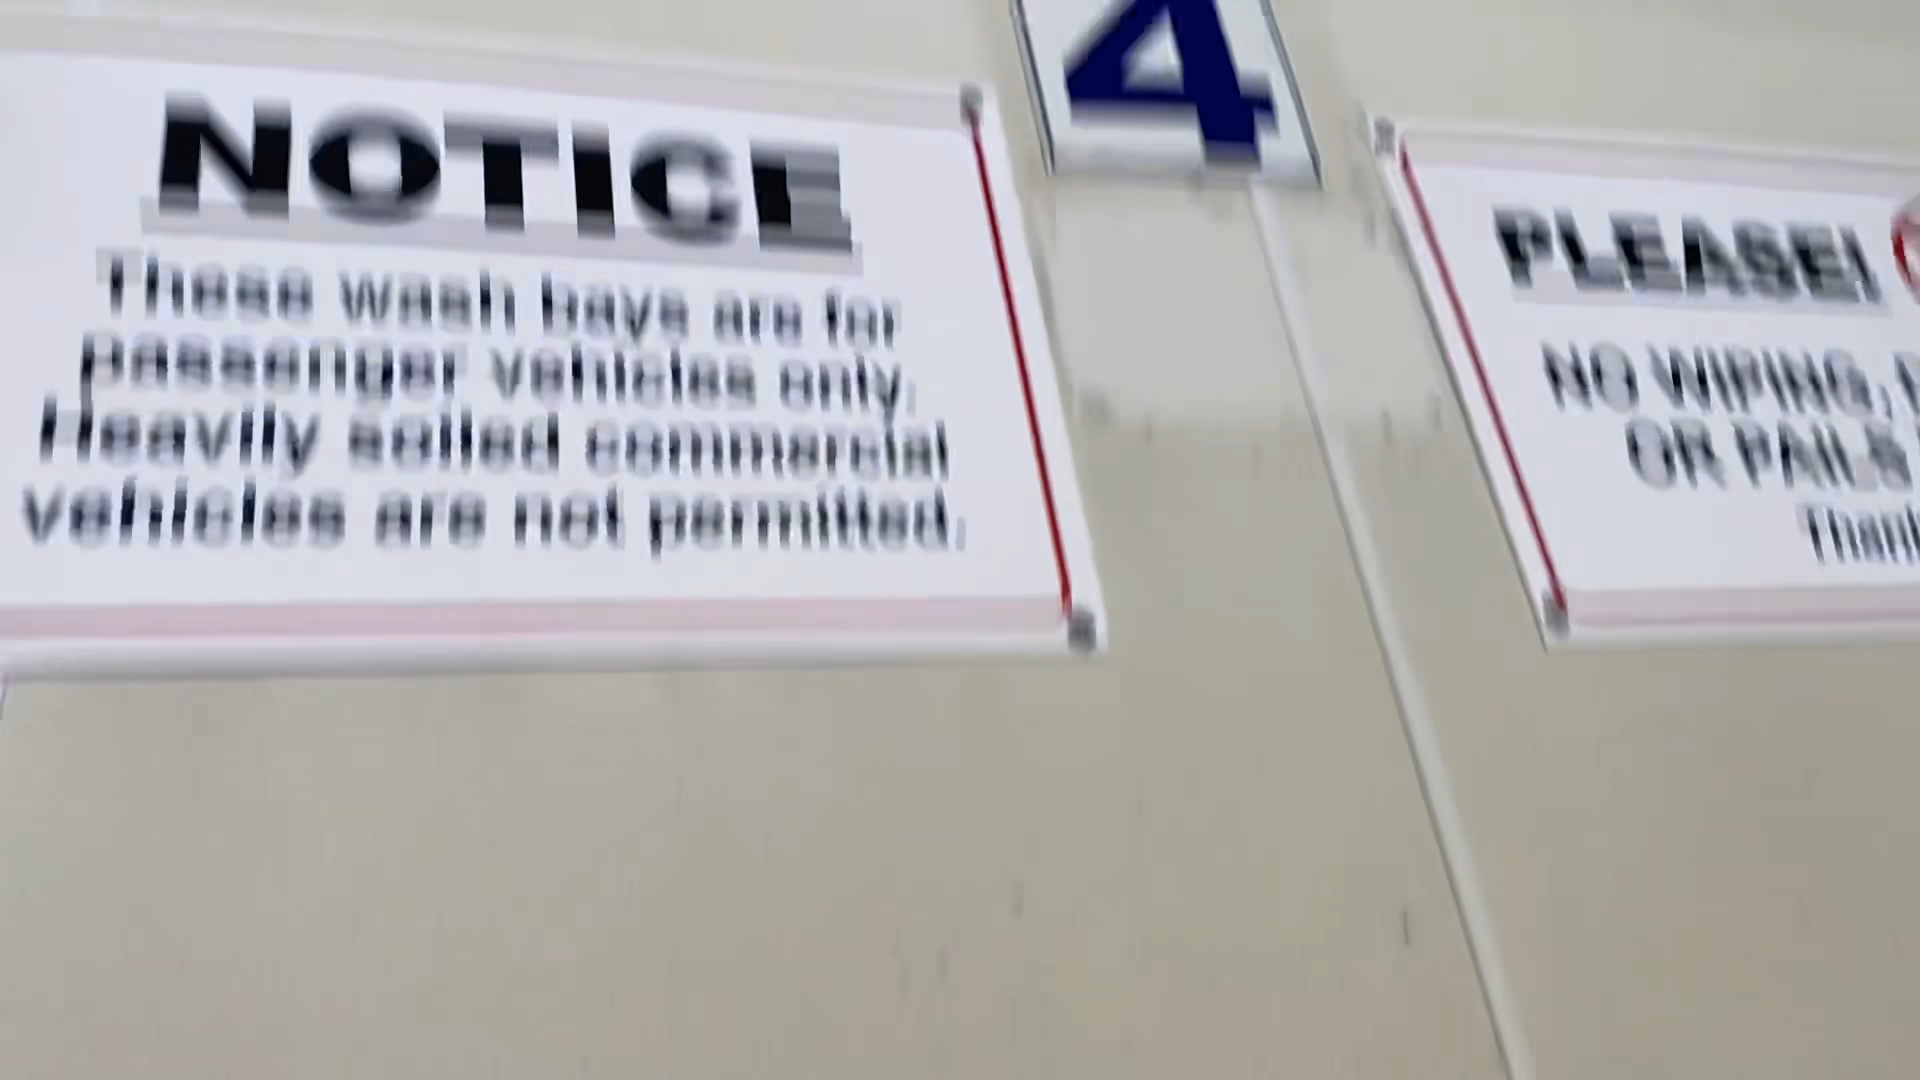 NOTICE
These wash bays are for
passenger vehicles only.
Heavily soiled commercial
vehicles are not permitted.
4
PLEASE!
NO WIPING,
OR PAILS
Thank